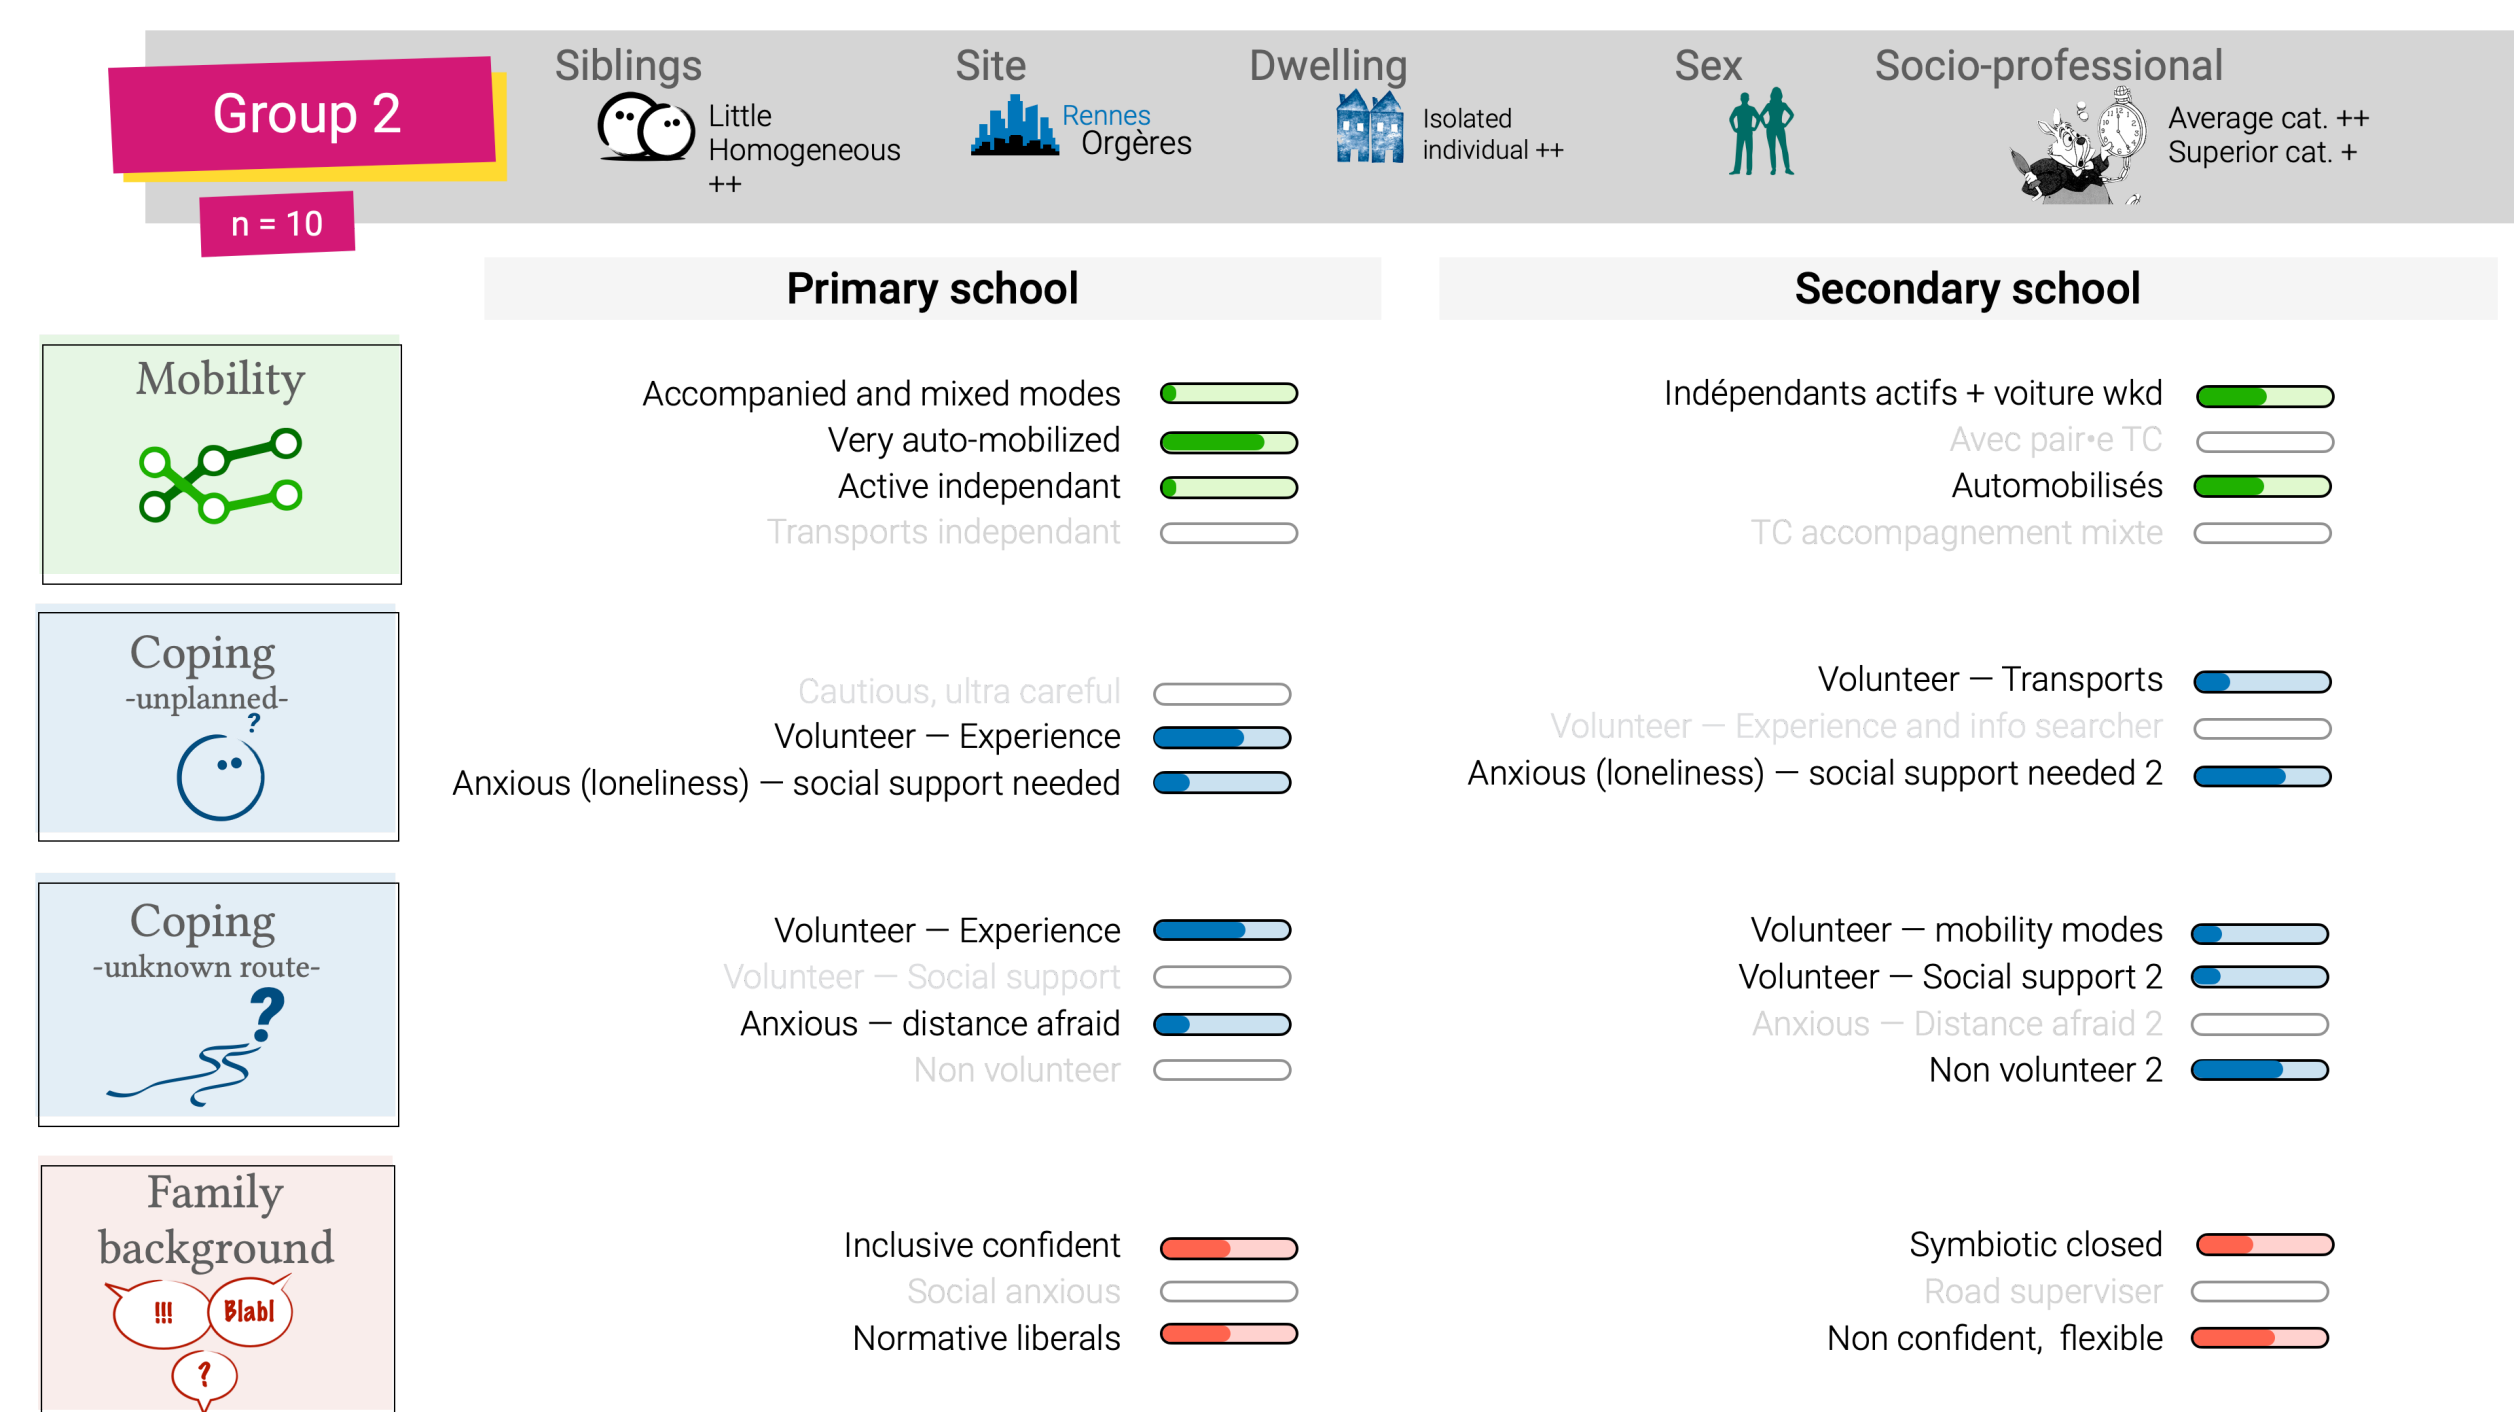 Group 2
n = 10
Siblings
Little
Homogeneous
++
Site
Rennes
Orgères
Dwelling
Isolated
individual ++
Sex
Socio-professional
Average cat. ++
Superior cat. +
Primary school
Secondary school
Mobility
Accompanied and mixed modes
Very auto-mobilized
Active independant
Transports independant
Indépendants actifs + voiture wkd
Avec pair•e TC
Automobilisés
TC accompagnement mixte
Coping
-unplanned-
?
Cautious, ultra careful
Volunteer — Experience
Anxious (loneliness) — social support needed
Volunteer — Transports
Volunteer — Experience and info searcher
Anxious (loneliness) — social support needed 2
Coping
-unknown route-
?
Volunteer — Experience
Volunteer — Social support
Anxious — distance afraid
Non volunteer
Volunteer — mobility modes
Volunteer — Social support 2
Anxious — Distance afraid 2
Non volunteer 2
Family
background
!!!
Blabl
?
Inclusive confident
Social anxious
Normative liberals
Symbiotic closed
Road superviser
Non confident,  flexible